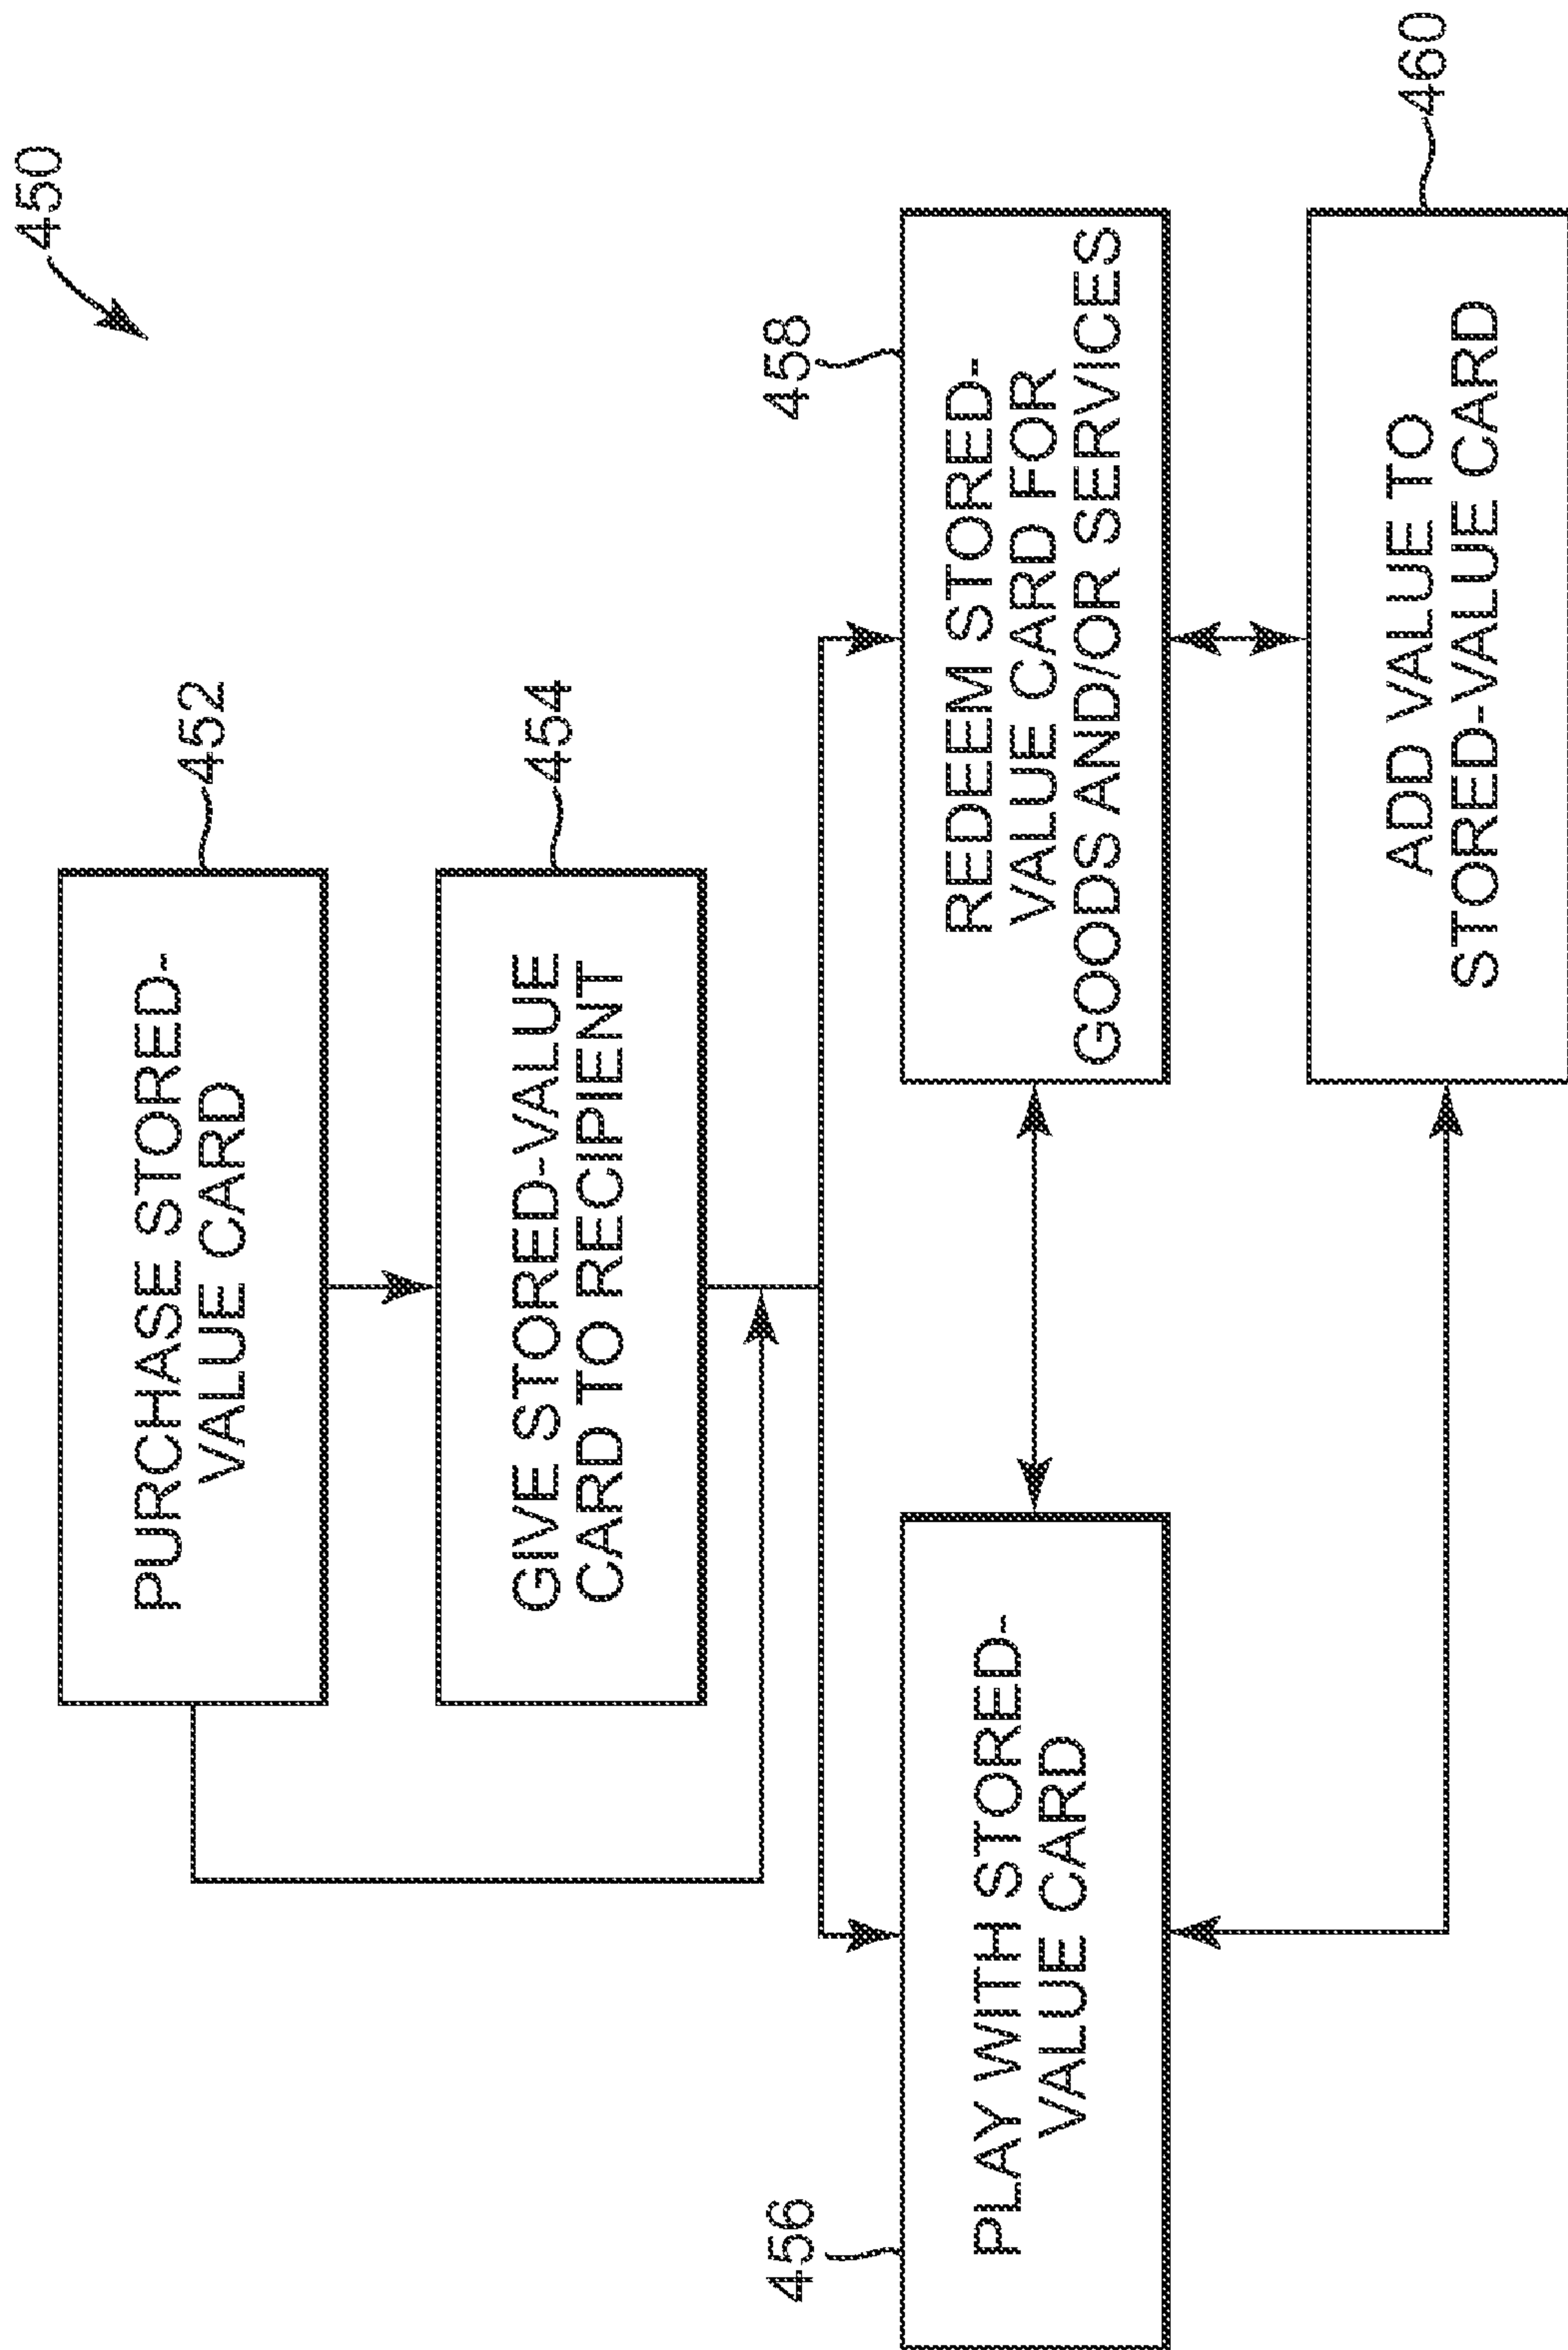 450
PURCHASE STORED-
VALUE CARD
452
GIVE STORED-VALUE
CARD TO RECIPIENT
454
456
PLAY WITH STORED-
VALUE CARD
458
REDEEM STORED-
VALUE CARD FOR
GOODS AND/OR SERVICES
ADD VALUE TO
STORED-VALUE CARD
460